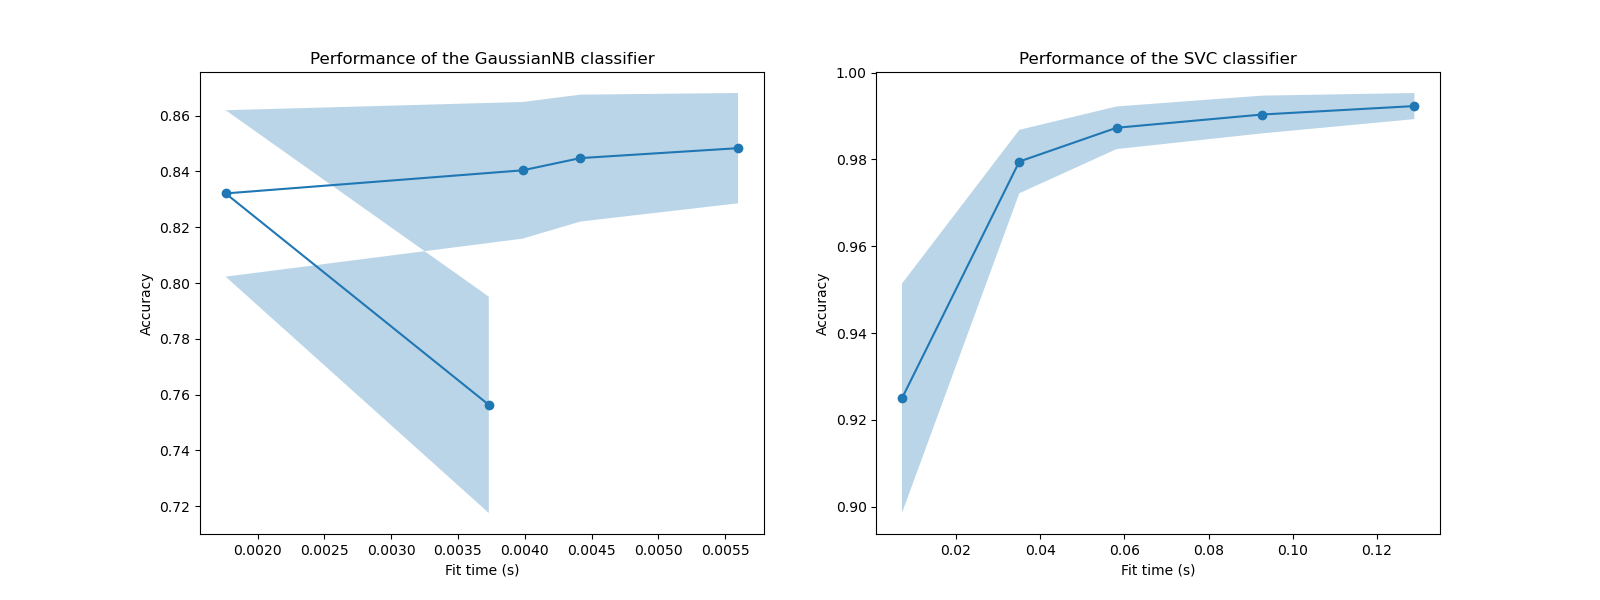 Performance of the GaussianNB classifier
0.86
0.84
0.82
0.80
0.78
0.76
0.74
0.72
Accuracy
0.0020 0.0025 0.0030 0.0035 0.0040 0.0045 0.0050 0.0055
Fit time (s)
Performance of the SVC classifier
1.00
0.98
0.96
0.94
0.92
0.90
Accuracy
0.02 0.04 0.06 0.08 0.10 0.12
Fit time (s)